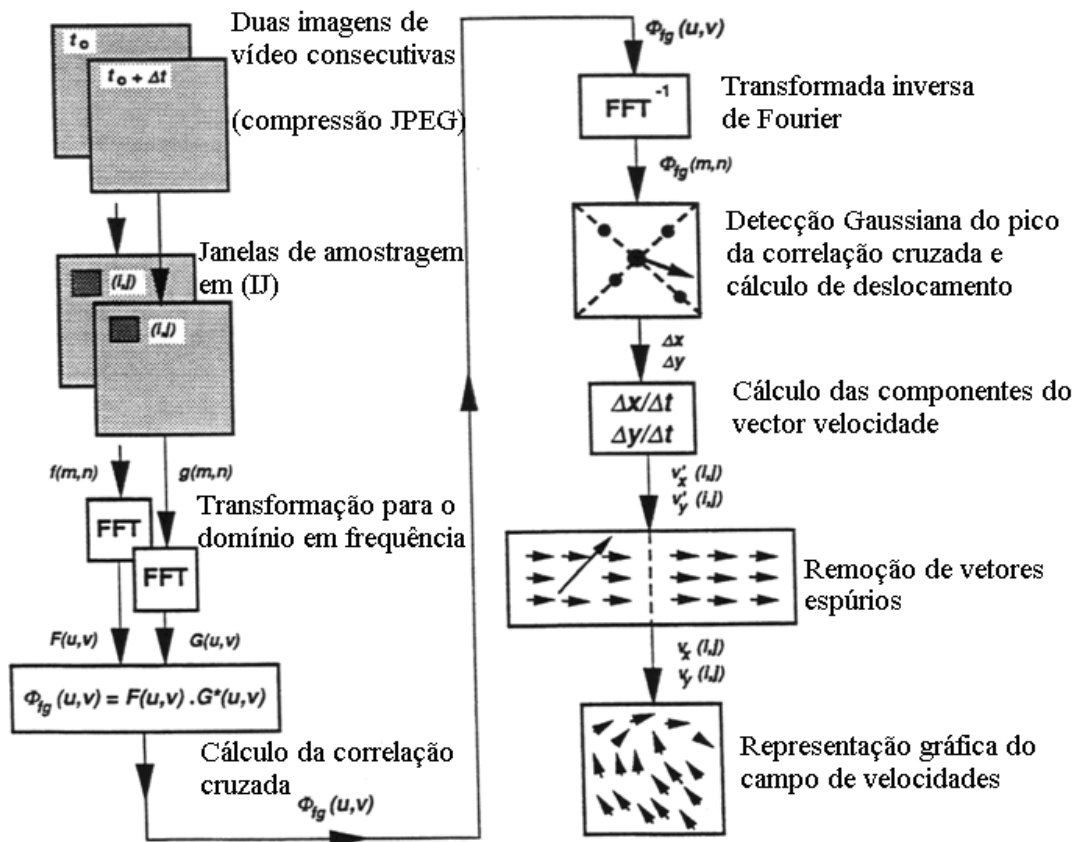 t₀
t₀ + Δt
Duas imagens de
vídeo consecutivas
(compressão JPEG)
(i,j)
(i,j)
Janelas de amostragem
em (IJ)
f(m,n)
g(m,n)
FFT
FFT
Transformação para o
domínio em frequência
F(u,v)
G(u,v)
Φfg (u,v) = F(u,v) . G*(u,v)
Cálculo da correlação
cruzada
Φfg (u,v)
Φfg (u,v)
FFT⁻¹
Transformada inversa
de Fourier
Φfg (m,n)
Detecção Gaussiana do pico
da correlação cruzada e
cálculo de deslocamento
Δx
Δy
Δx/Δt
Δy/Δt
Cálculo das componentes do
vector velocidade
v'x (i,j)
v'y (i,j)
Remoção de vetores
espúrios
vx (i,j)
vy (i,j)
Representação gráfica do
campo de velocidades